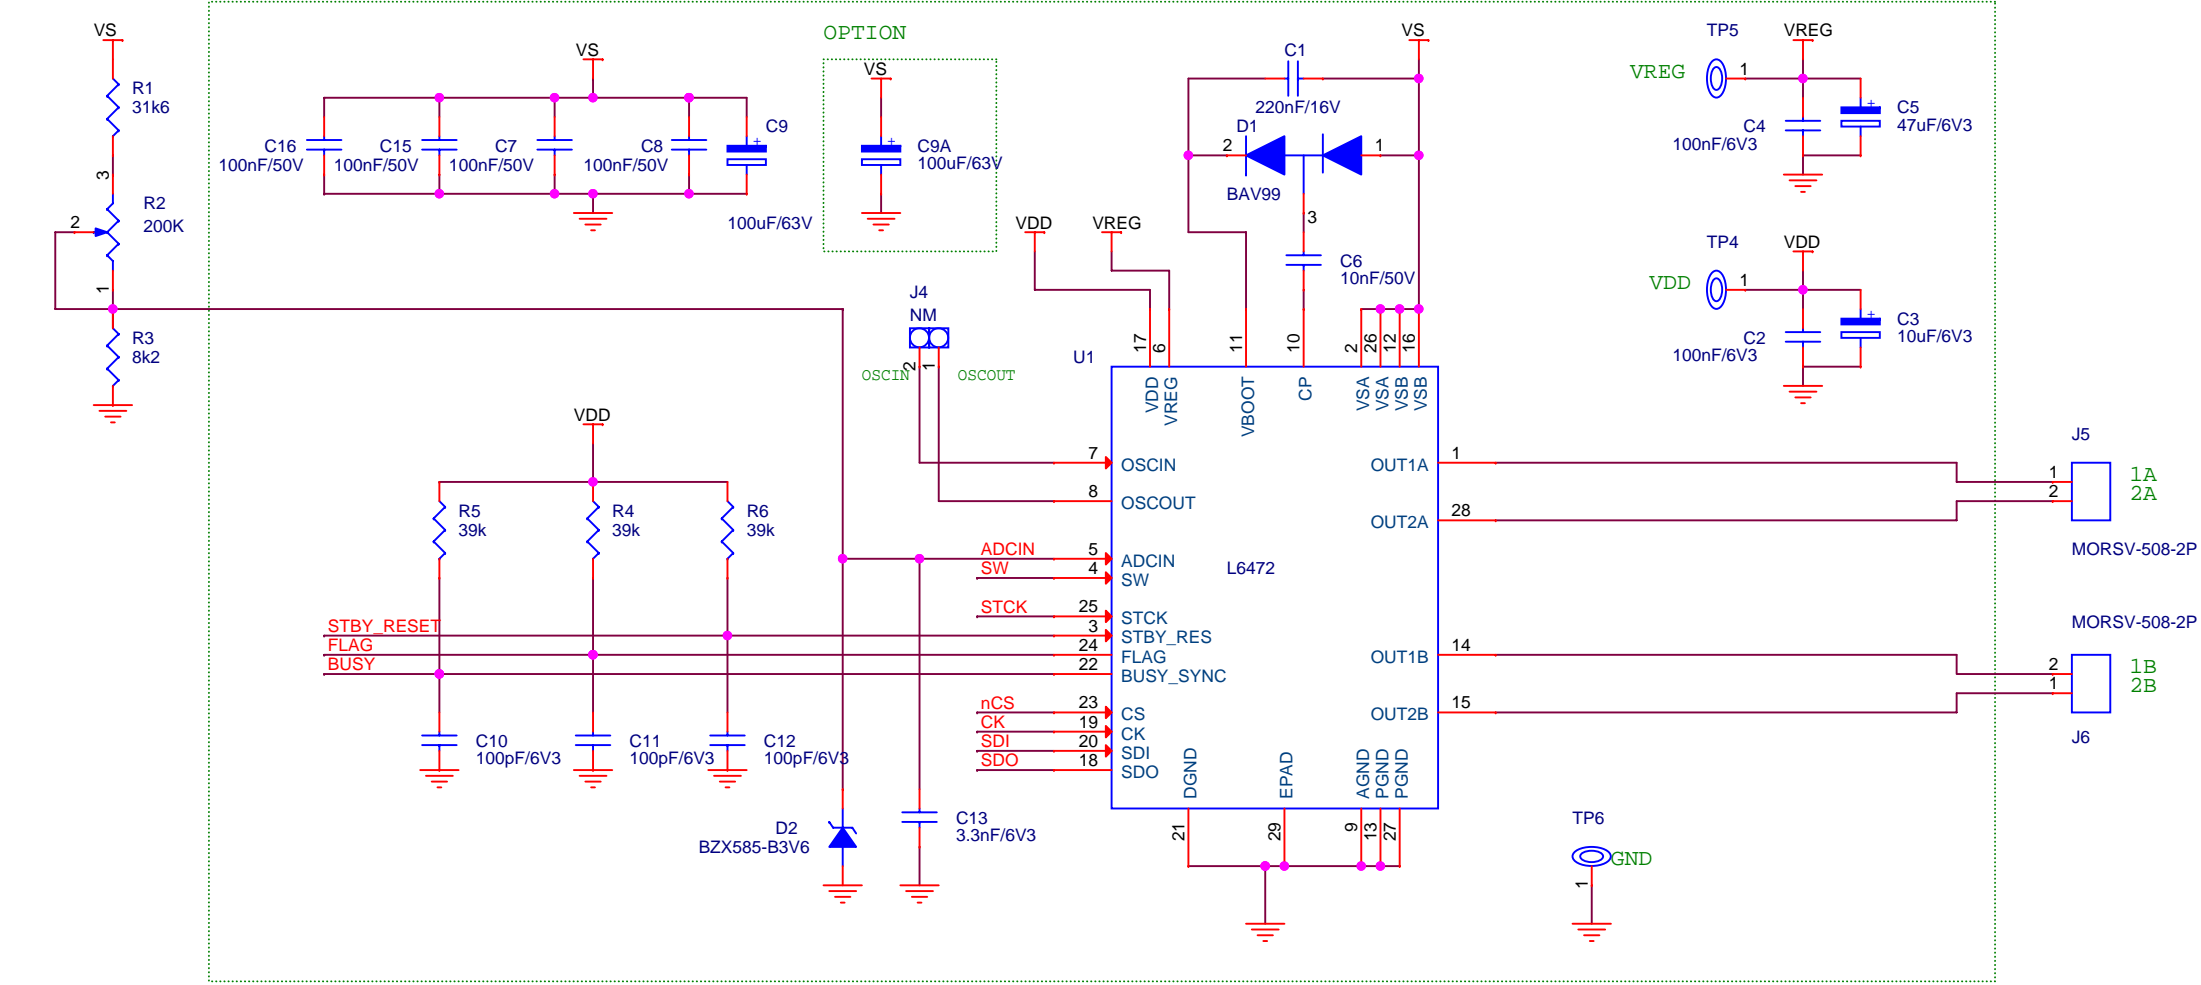 VS
R1
31k6
3
R2
200K
2
1
R3
8k2
VS
C16
100nF/50V
C15
100nF/50V
C7
100nF/50V
C8
100nF/50V
C9
+
100uF/63V
OPTION
VS
+
C9A
100uF/63V
VS
C1
220nF/16V
D1
2
1
BAV99
3
C6
10nF/50V
VDD
VREG
TP5
VREG
VREG
1
C4
100nF/6V3
+
C5
47uF/6V3
TP4
VDD
VDD
1
C2
100nF/6V3
+
C3
10uF/6V3
J4
NM
2
1
OSCIN
OSCOUT
U1
17
6
11
10
2
26
12
16
VDD
VREG
VBOOT
CP
VSA
VSA
VSB
VSB
7
OSCIN
8
OSCOUT
ADCIN
5
ADCIN
SW
4
SW
STCK
25
STCK
STBY_RESET
3
STBY_RES
FLAG
24
FLAG
BUSY
22
BUSY_SYNC
nCS
23
CS
CK
19
CK
SDI
20
SDI
SDO
18
SDO
L6472
OUT1A
1
OUT2A
28
OUT1B
14
OUT2B
15
DGND
EPAD
AGND
PGND
PGND
21
29
9
13
27
J5
1
2
1A
2A
MORSV-508-2P
MORSV-508-2P
2
1
1B
2B
J6
VDD
R5
39k
R4
39k
R6
39k
C10
100pF/6V3
C11
100pF/6V3
C12
100pF/6V3
D2
BZX585-B3V6
C13
3.3nF/6V3
TP6
GND
1